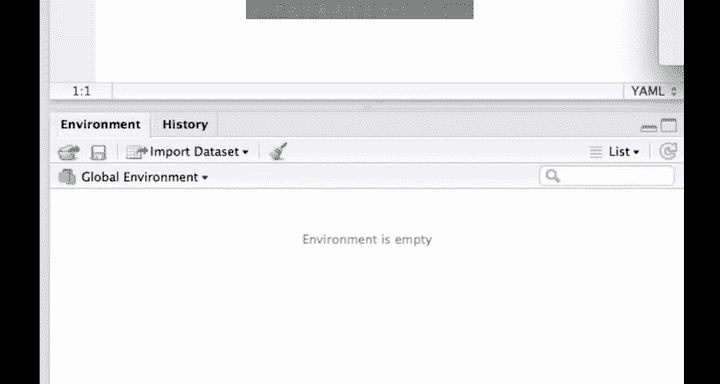 1:1 YAML
Environment History
Import Dataset List
Global Environment
Environment is empty